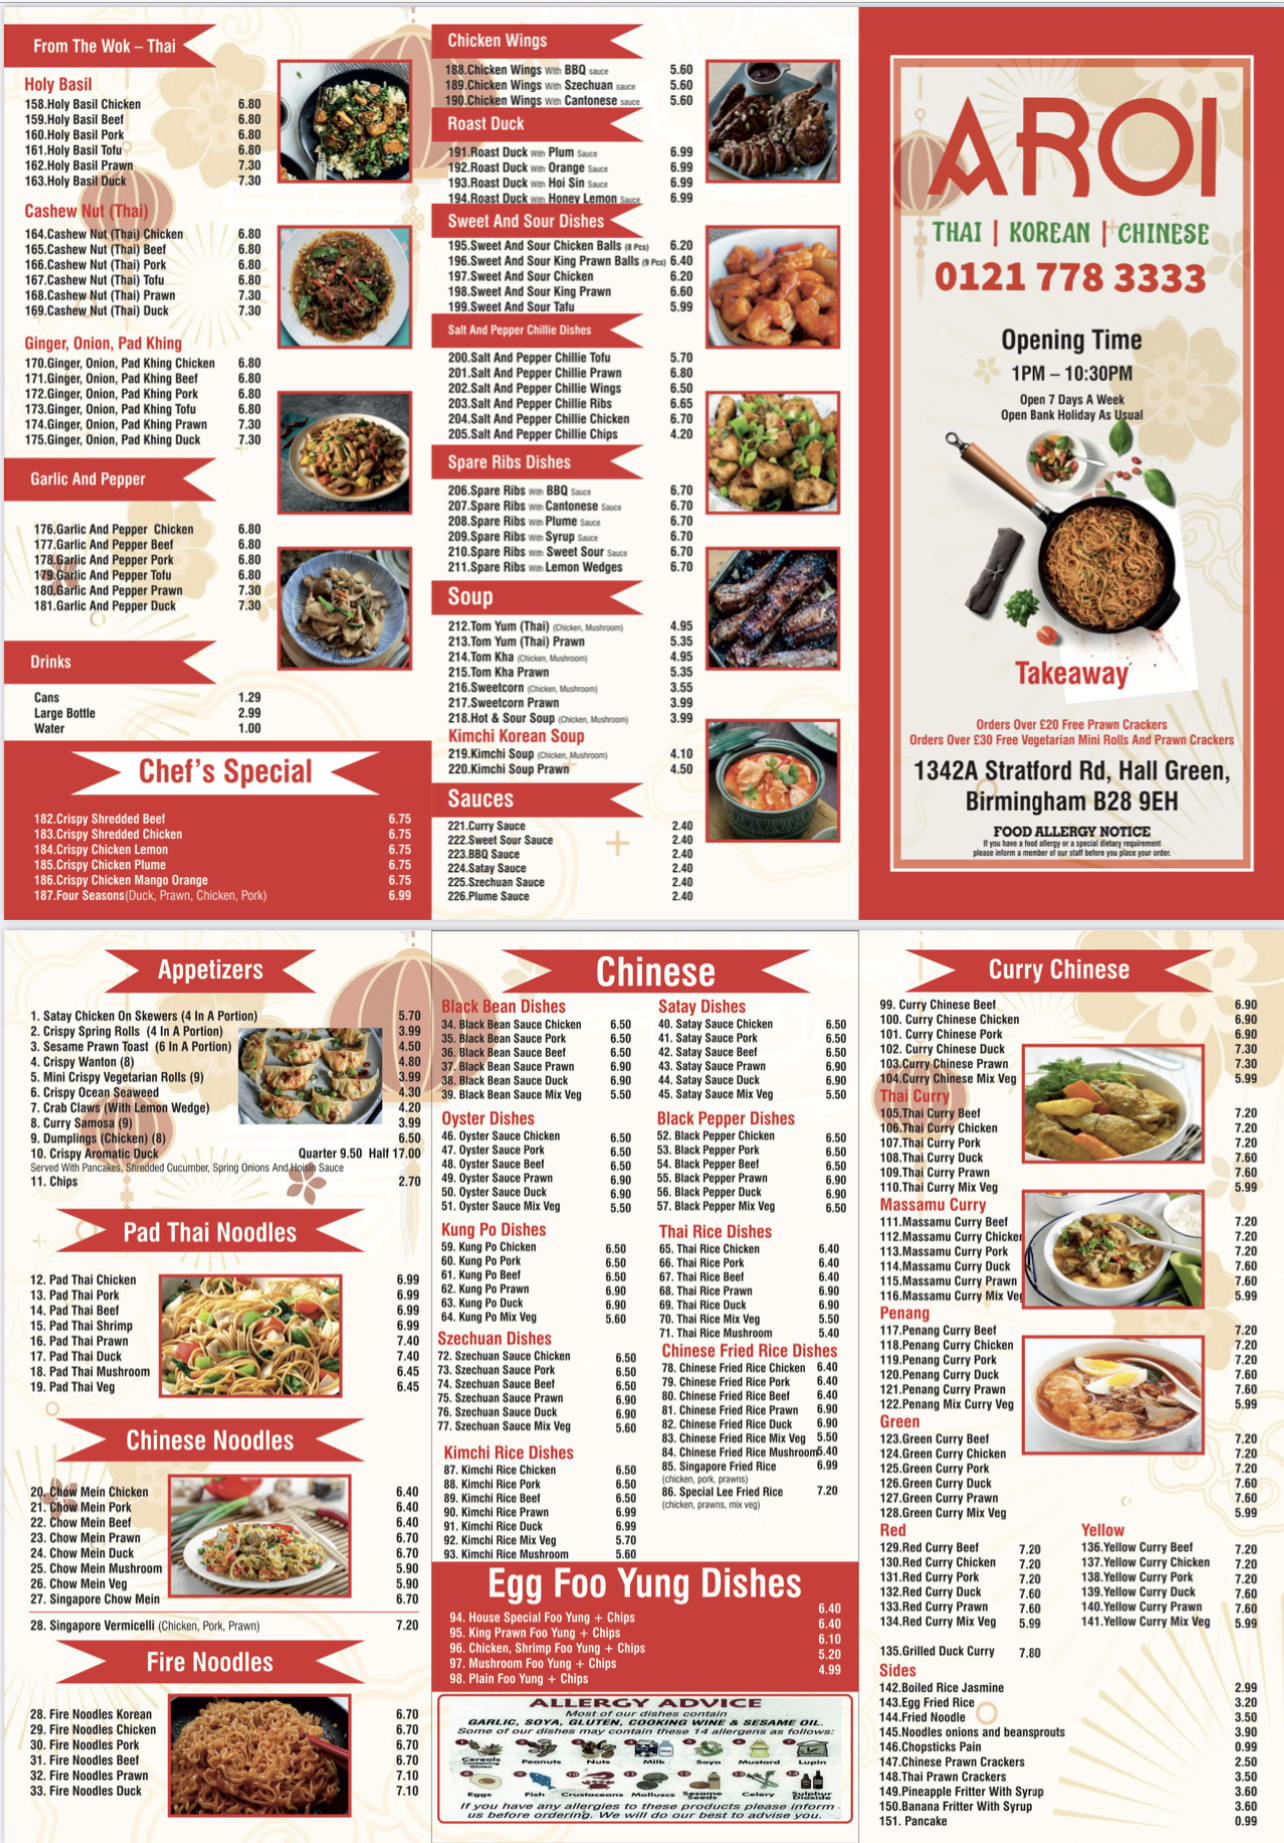 From The Wok – Thai
Holy Basil
158.Holy Basil Chicken 6.80
159.Holy Basil Beef 6.80
160.Holy Basil Pork 6.80
161.Holy Basil Tofu 6.80
162.Holy Basil Prawn 7.30
163.Holy Basil Duck 7.30
Cashew Nut (Thai)
164.Cashew Nut (Thai) Chicken 6.80
165.Cashew Nut (Thai) Beef 6.80
166.Cashew Nut (Thai) Pork 6.80
167.Cashew Nut (Thai) Tofu 6.80
168.Cashew Nut (Thai) Prawn 7.30
169.Cashew Nut (Thai) Duck 7.30
Ginger, Onion, Pad Khing
170.Ginger, Onion, Pad Khing Chicken 6.80
171.Ginger, Onion, Pad Khing Beef 6.80
172.Ginger, Onion, Pad Khing Pork 6.80
173.Ginger, Onion, Pad Khing Tofu 6.80
174.Ginger, Onion, Pad Khing Prawn 7.30
175.Ginger, Onion, Pad Khing Duck 7.30
Garlic And Pepper
176.Garlic And Pepper Chicken 6.80
177.Garlic And Pepper Beef 6.80
178.Garlic And Pepper Pork 6.80
179.Garlic And Pepper Tofu 6.80
180.Garlic And Pepper Prawn 7.30
181.Garlic And Pepper Duck 7.30
Drinks
Cans 1.29
Large Bottle 2.99
Water 1.00
Chef's Special
182.Crispy Shredded Beef 6.75
183.Crispy Shredded Chicken 6.75
184.Crispy Chicken Lemon 6.75
185.Crispy Chicken Plume 6.75
186.Crispy Chicken Mango Orange 6.75
187.Four Seasons(Duck, Prawn, Chicken, Pork) 6.99
Chicken Wings
188.Chicken Wings With BBQ sauce 5.60
189.Chicken Wings With Szechuan sauce 5.60
190.Chicken Wings With Cantonese sauce 5.60
Roast Duck
191.Roast Duck With Plum Sauce 6.99
192.Roast Duck With Orange Sauce 6.99
193.Roast Duck With Hoi Sin Sauce 6.99
194.Roast Duck With Honey Lemon Sauce 6.99
Sweet And Sour Dishes
195.Sweet And Sour Chicken Balls (8 Pcs) 6.20
196.Sweet And Sour King Prawn Balls (9 Pcs) 6.40
197.Sweet And Sour Chicken 6.20
198.Sweet And Sour King Prawn 6.60
199.Sweet And Sour Tafu 5.99
Salt And Pepper Chillie Dishes
200.Salt And Pepper Chillie Tofu 5.70
201.Salt And Pepper Chillie Prawn 6.80
202.Salt And Pepper Chillie Wings 6.50
203.Salt And Pepper Chillie Ribs 6.65
204.Salt And Pepper Chillie Chicken 6.70
205.Salt And Pepper Chillie Chips 4.20
Spare Ribs Dishes
206.Spare Ribs With BBQ Sauce 6.70
207.Spare Ribs With Cantonese Sauce 6.70
208.Spare Ribs With Plume Sauce 6.70
209.Spare Ribs With Syrup Sauce 6.70
210.Spare Ribs With Sweet Sour Sauce 6.70
211.Spare Ribs With Lemon Wedges 6.70
Soup
212.Tom Yum (Thai) (Chicken, Mushroom) 4.95
213.Tom Yum (Thai) Prawn 5.35
214.Tom Kha (Chicken, Mushroom) 4.95
215.Tom Kha Prawn 5.35
216.Sweetcorn (Chicken, Mushroom) 3.55
217.Sweetcorn Prawn 3.99
218.Hot & Sour Soup (Chicken, Mushroom) 3.99
Kimchi Korean Soup
219.Kimchi Soup (Chicken, Mushroom) 4.10
220.Kimchi Soup Prawn 4.50
Sauces
221.Curry Sauce 2.40
222.Sweet Sour Sauce 2.40
223.BBQ Sauce 2.40
224.Satay Sauce 2.40
225.Szechuan Sauce 2.40
226.Plume Sauce 2.40
AROI
THAI | KOREAN | CHINESE
0121 778 3333
Opening Time
1PM – 10:30PM
Open 7 Days A Week
Open Bank Holiday As Usual
Takeaway
Orders Over £20 Free Prawn Crackers
Orders Over £30 Free Vegetarian Mini Rolls And Prawn Crackers
1342A Stratford Rd, Hall Green,
Birmingham B28 9EH
FOOD ALLERGY NOTICE
If you have a food allergy or a special dietary requirement
please inform a member of our staff before you place your order.
Appetizers
1. Satay Chicken On Skewers (4 In A Portion) 5.70
2. Crispy Spring Rolls (4 In A Portion) 3.99
3. Sesame Prawn Toast (6 In A Portion) 4.50
4. Crispy Wanton (8) 4.80
5. Mini Crispy Vegetarian Rolls (9) 3.99
6. Crispy Ocean Seaweed 4.30
7. Crab Claws (With Lemon Wedge) 4.20
8. Curry Samosa (9) 3.99
9. Dumplings (Chicken) (8) 6.50
10. Crispy Aromatic Duck Quarter 9.50 Half 17.00
Served With Pancakes, Shredded Cucumber, Spring Onions And Hoisin Sauce
11. Chips 2.70
Pad Thai Noodles
12. Pad Thai Chicken 6.99
13. Pad Thai Pork 6.99
14. Pad Thai Beef 6.99
15. Pad Thai Shrimp 6.99
16. Pad Thai Prawn 7.40
17. Pad Thai Duck 7.40
18. Pad Thai Mushroom 6.45
19. Pad Thai Veg 6.45
Chinese Noodles
20. Chow Mein Chicken 6.40
21. Chow Mein Pork 6.40
22. Chow Mein Beef 6.40
23. Chow Mein Prawn 6.70
24. Chow Mein Duck 6.70
25. Chow Mein Mushroom 5.90
26. Chow Mein Veg 5.90
27. Singapore Chow Mein 6.70
28. Singapore Vermicelli (Chicken, Pork, Prawn) 7.20
Fire Noodles
28. Fire Noodles Korean 6.70
29. Fire Noodles Chicken 6.70
30. Fire Noodles Pork 6.70
31. Fire Noodles Beef 6.70
32. Fire Noodles Prawn 7.10
33. Fire Noodles Duck 7.10
Chinese
Black Bean Dishes
34. Black Bean Sauce Chicken 6.50
35. Black Bean Sauce Pork 6.50
36. Black Bean Sauce Beef 6.50
37. Black Bean Sauce Prawn 6.90
38. Black Bean Sauce Duck 6.90
39. Black Bean Sauce Mix Veg 5.50
Oyster Dishes
46. Oyster Sauce Chicken 6.50
47. Oyster Sauce Pork 6.50
48. Oyster Sauce Beef 6.50
49. Oyster Sauce Prawn 6.90
50. Oyster Sauce Duck 6.90
51. Oyster Sauce Mix Veg 5.50
Kung Po Dishes
59. Kung Po Chicken 6.50
60. Kung Po Pork 6.50
61. Kung Po Beef 6.50
62. Kung Po Prawn 6.90
63. Kung Po Duck 6.90
64. Kung Po Mix Veg 5.60
Szechuan Dishes
72. Szechuan Sauce Chicken 6.50
73. Szechuan Sauce Pork 6.50
74. Szechuan Sauce Beef 6.50
75. Szechuan Sauce Prawn 6.90
76. Szechuan Sauce Duck 6.90
77. Szechuan Sauce Mix Veg 5.60
Kimchi Rice Dishes
87. Kimchi Rice Chicken 6.50
88. Kimchi Rice Pork 6.50
89. Kimchi Rice Beef 6.50
90. Kimchi Rice Prawn 6.99
91. Kimchi Rice Duck 6.99
92. Kimchi Rice Mix Veg 5.70
93. Kimchi Rice Mushroom 5.60
Satay Dishes
40. Satay Sauce Chicken 6.50
41. Satay Sauce Pork 6.50
42. Satay Sauce Beef 6.50
43. Satay Sauce Prawn 6.90
44. Satay Sauce Duck 6.90
45. Satay Sauce Mix Veg 5.50
Black Pepper Dishes
52. Black Pepper Chicken 6.50
53. Black Pepper Pork 6.50
54. Black Pepper Beef 6.50
55. Black Pepper Prawn 6.90
56. Black Pepper Duck 6.90
57. Black Pepper Mix Veg 6.50
Thai Rice Dishes
65. Thai Rice Chicken 6.40
66. Thai Rice Pork 6.40
67. Thai Rice Beef 6.40
68. Thai Rice Prawn 6.90
69. Thai Rice Duck 6.90
70. Thai Rice Mix Veg 5.50
71. Thai Rice Mushroom 5.40
Chinese Fried Rice Dishes
78. Chinese Fried Rice Chicken 6.40
79. Chinese Fried Rice Pork 6.40
80. Chinese Fried Rice Beef 6.40
81. Chinese Fried Rice Prawn 6.90
82. Chinese Fried Rice Duck 6.90
83. Chinese Fried Rice Mix Veg 5.50
84. Chinese Fried Rice Mushroom 5.40
85. Singapore Fried Rice 6.99
(chicken, pork, prawns)
86. Special Lee Fried Rice 7.20
(chicken, prawns, mix veg)
Egg Foo Yung Dishes
94. House Special Foo Yung + Chips 6.40
95. King Prawn Foo Yung + Chips 6.40
96. Chicken, Shrimp Foo Yung + Chips 6.10
97. Mushroom Foo Yung + Chips 5.20
98. Plain Foo Yung + Chips 4.99
ALLERGY ADVICE
Most of our dishes contain
GARLIC, SOYA, GLUTEN, COOKING WINE & SESAME OIL.
Some of our dishes may contain these 14 allergens as follows:
Cereals Peanuts Nuts Milk Soya Mustard Lupin
Gluten
Eggs Fish Crustaceans Molluscs Sesame Seeds Celery Sulphur Dioxide
If you have any allergies to these products please inform
us before ordering. We will do our best to advise you.
Curry Chinese
99. Curry Chinese Beef 6.90
100. Curry Chinese Chicken 6.90
101. Curry Chinese Pork 6.90
102. Curry Chinese Duck 7.30
103.Curry Chinese Prawn 7.30
104.Curry Chinese Mix Veg 5.99
Thai Curry
105.Thai Curry Beef 7.20
106.Thai Curry Chicken 7.20
107.Thai Curry Pork 7.20
108.Thai Curry Duck 7.60
109.Thai Curry Prawn 7.60
110.Thai Curry Mix Veg 5.99
Massamu Curry
111.Massamu Curry Beef 7.20
112.Massamu Curry Chicken 7.20
113.Massamu Curry Pork 7.20
114.Massamu Curry Duck 7.60
115.Massamu Curry Prawn 7.60
116.Massamu Curry Mix Veg 5.99
Penang
117.Penang Curry Beef 7.20
118.Penang Curry Chicken 7.20
119.Penang Curry Pork 7.20
120.Penang Curry Duck 7.60
121.Penang Curry Prawn 7.60
122.Penang Mix Curry Veg 5.99
Green
123.Green Curry Beef 7.20
124.Green Curry Chicken 7.20
125.Green Curry Pork 7.20
126.Green Curry Duck 7.60
127.Green Curry Prawn 7.60
128.Green Curry Mix Veg 5.99
Red
129.Red Curry Beef 7.20
130.Red Curry Chicken 7.20
131.Red Curry Pork 7.20
132.Red Curry Duck 7.60
133.Red Curry Prawn 7.60
134.Red Curry Mix Veg 5.99
135.Grilled Duck Curry 7.80
Yellow
136.Yellow Curry Beef 7.20
137.Yellow Curry Chicken 7.20
138.Yellow Curry Pork 7.20
139.Yellow Curry Duck 7.60
140.Yellow Curry Prawn 7.60
141.Yellow Curry Mix Veg 5.99
Sides
142.Boiled Rice Jasmine 2.99
143.Egg Fried Rice 3.20
144.Fried Noodle 3.50
145.Noodles onions and beansprouts 3.90
146.Chopsticks Pain 0.99
147.Chinese Prawn Crackers 2.50
148.Thai Prawn Crackers 3.50
149.Pineapple Fritter With Syrup 3.60
150.Banana Fritter With Syrup 3.60
151. Pancake 0.99